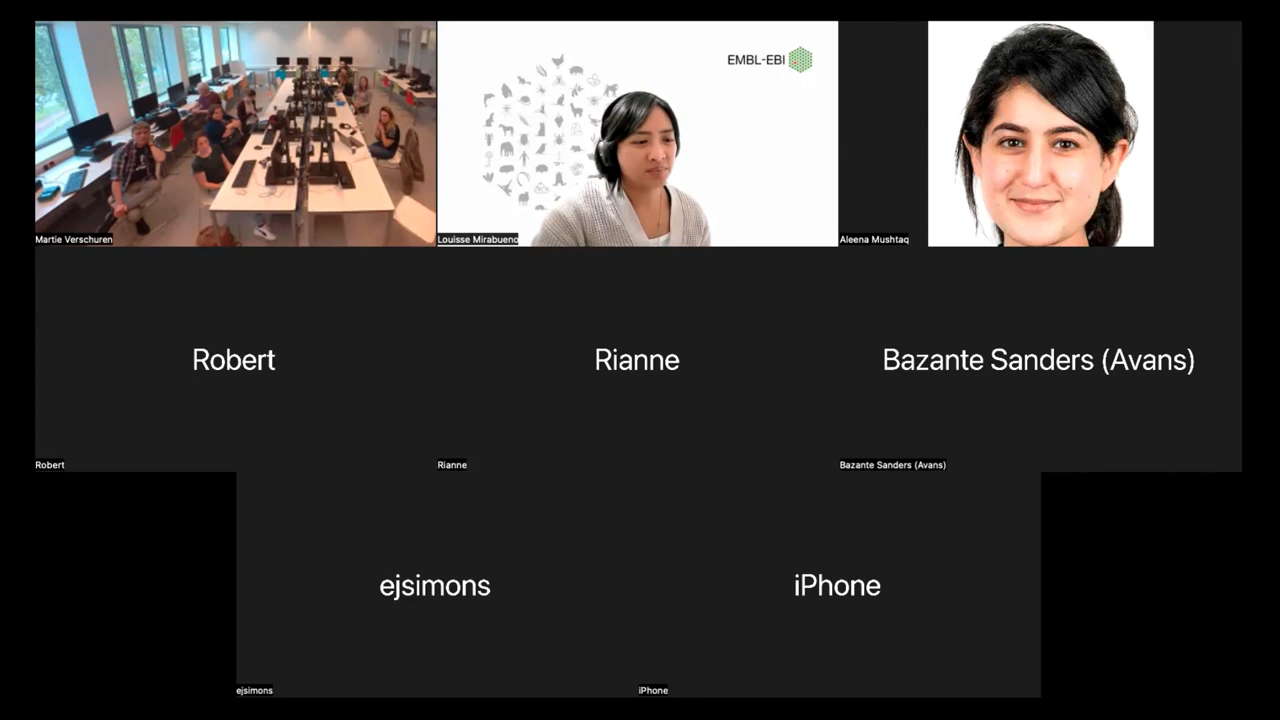 EMBL-EBI
Martie Verschuren
Louisse Mirabueno
Aleena Mushtaq
Robert
Rianne
Bazante Sanders (Avans)
Robert
Rianne
Bazante Sanders (Avans)
ejsimons
iPhone
ejsimons
iPhone